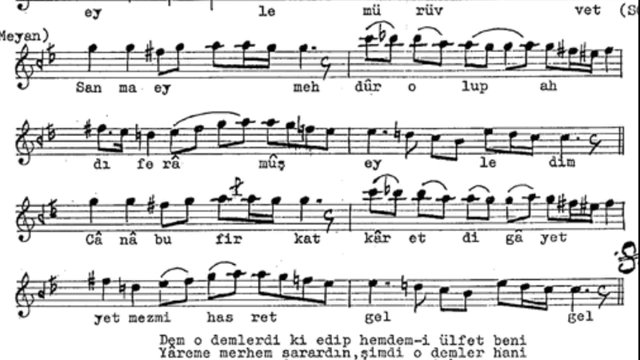 ey le mü rüv vet
Meyan)
San ma ey meh dûr o lup ah
dı fe râ mûş ey le dim
Câ nâ bu fir kat kâr et di gâ yet
yet mezmi has ret gel gel
Dem o demlerdi ki edip hemdem-i ülfet beni
Yâreme merhem sarardın,şimdi o demler hani